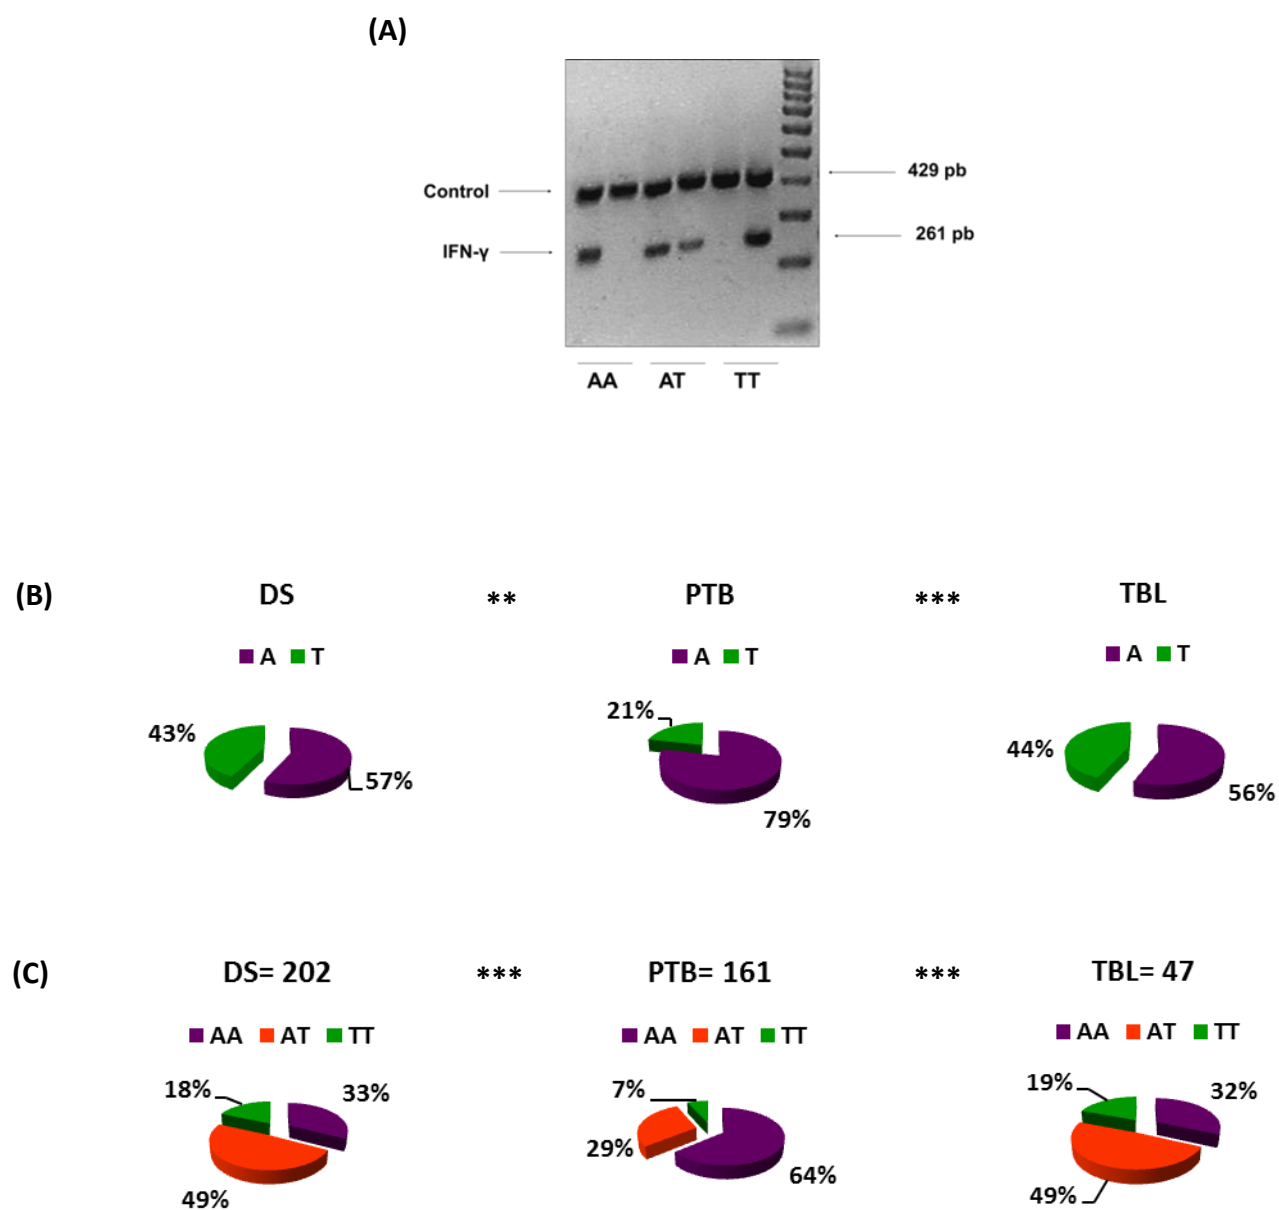 (A)
Control
429 pb
IFN-γ
261 pb
AA AT TT
(B) DS ** PTB *** TBL
A T A T A T
43% 57% 21% 79% 44% 56%
(C) DS= 202 *** PTB= 161 *** TBL= 47
AA AT TT AA AT TT AA AT TT
18% 33% 7% 19% 32%
49% 29% 64% 49%